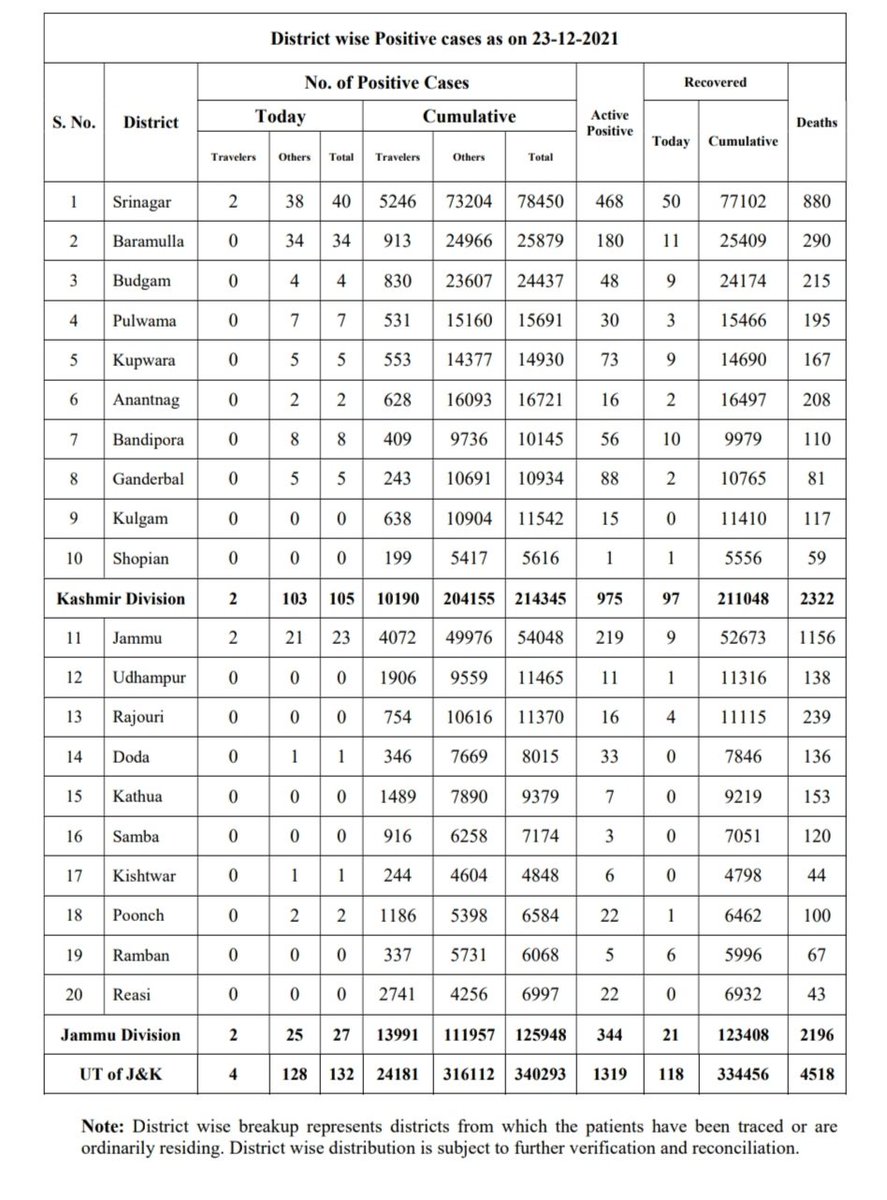 District wise Positive cases as on 23-12-2021
S. No. District No. of Positive Cases Active Positive Recovered Deaths
Today Cumulative Today Cumulative
Travelers Others Total Travelers Others Total
1 Srinagar 2 38 40 5246 73204 78450 468 50 77102 880
2 Baramulla 0 34 34 913 24966 25879 180 11 25409 290
3 Budgam 0 4 4 830 23607 24437 48 9 24174 215
4 Pulwama 0 7 7 531 15160 15691 30 3 15466 195
5 Kupwara 0 5 5 553 14377 14930 73 9 14690 167
6 Anantnag 0 2 2 628 16093 16721 16 2 16497 208
7 Bandipora 0 8 8 409 9736 10145 56 10 9979 110
8 Ganderbal 0 5 5 243 10691 10934 88 2 10765 81
9 Kulgam 0 0 0 638 10904 11542 15 0 11410 117
10 Shopian 0 0 0 199 5417 5616 1 1 5556 59
Kashmir Division 2 103 105 10190 204155 214345 975 97 211048 2322
11 Jammu 2 21 23 4072 49976 54048 219 9 52673 1156
12 Udhampur 0 0 0 1906 9559 11465 11 1 11316 138
13 Rajouri 0 0 0 754 10616 11370 16 4 11115 239
14 Doda 0 1 1 346 7669 8015 33 0 7846 136
15 Kathua 0 0 0 1489 7890 9379 7 0 9219 153
16 Samba 0 0 0 916 6258 7174 3 0 7051 120
17 Kishtwar 0 1 1 244 4604 4848 6 0 4798 44
18 Poonch 0 2 2 1186 5398 6584 22 1 6462 100
19 Ramban 0 0 0 337 5731 6068 5 6 5996 67
20 Reasi 0 0 0 2741 4256 6997 22 0 6932 43
Jammu Division 2 25 27 13991 111957 125948 344 21 123408 2196
UT of J&K 4 128 132 24181 316112 340293 1319 118 334456 4518
Note: District wise breakup represents districts from which the patients have been traced or are
ordinarily residing. District wise distribution is subject to further verification and reconciliation.